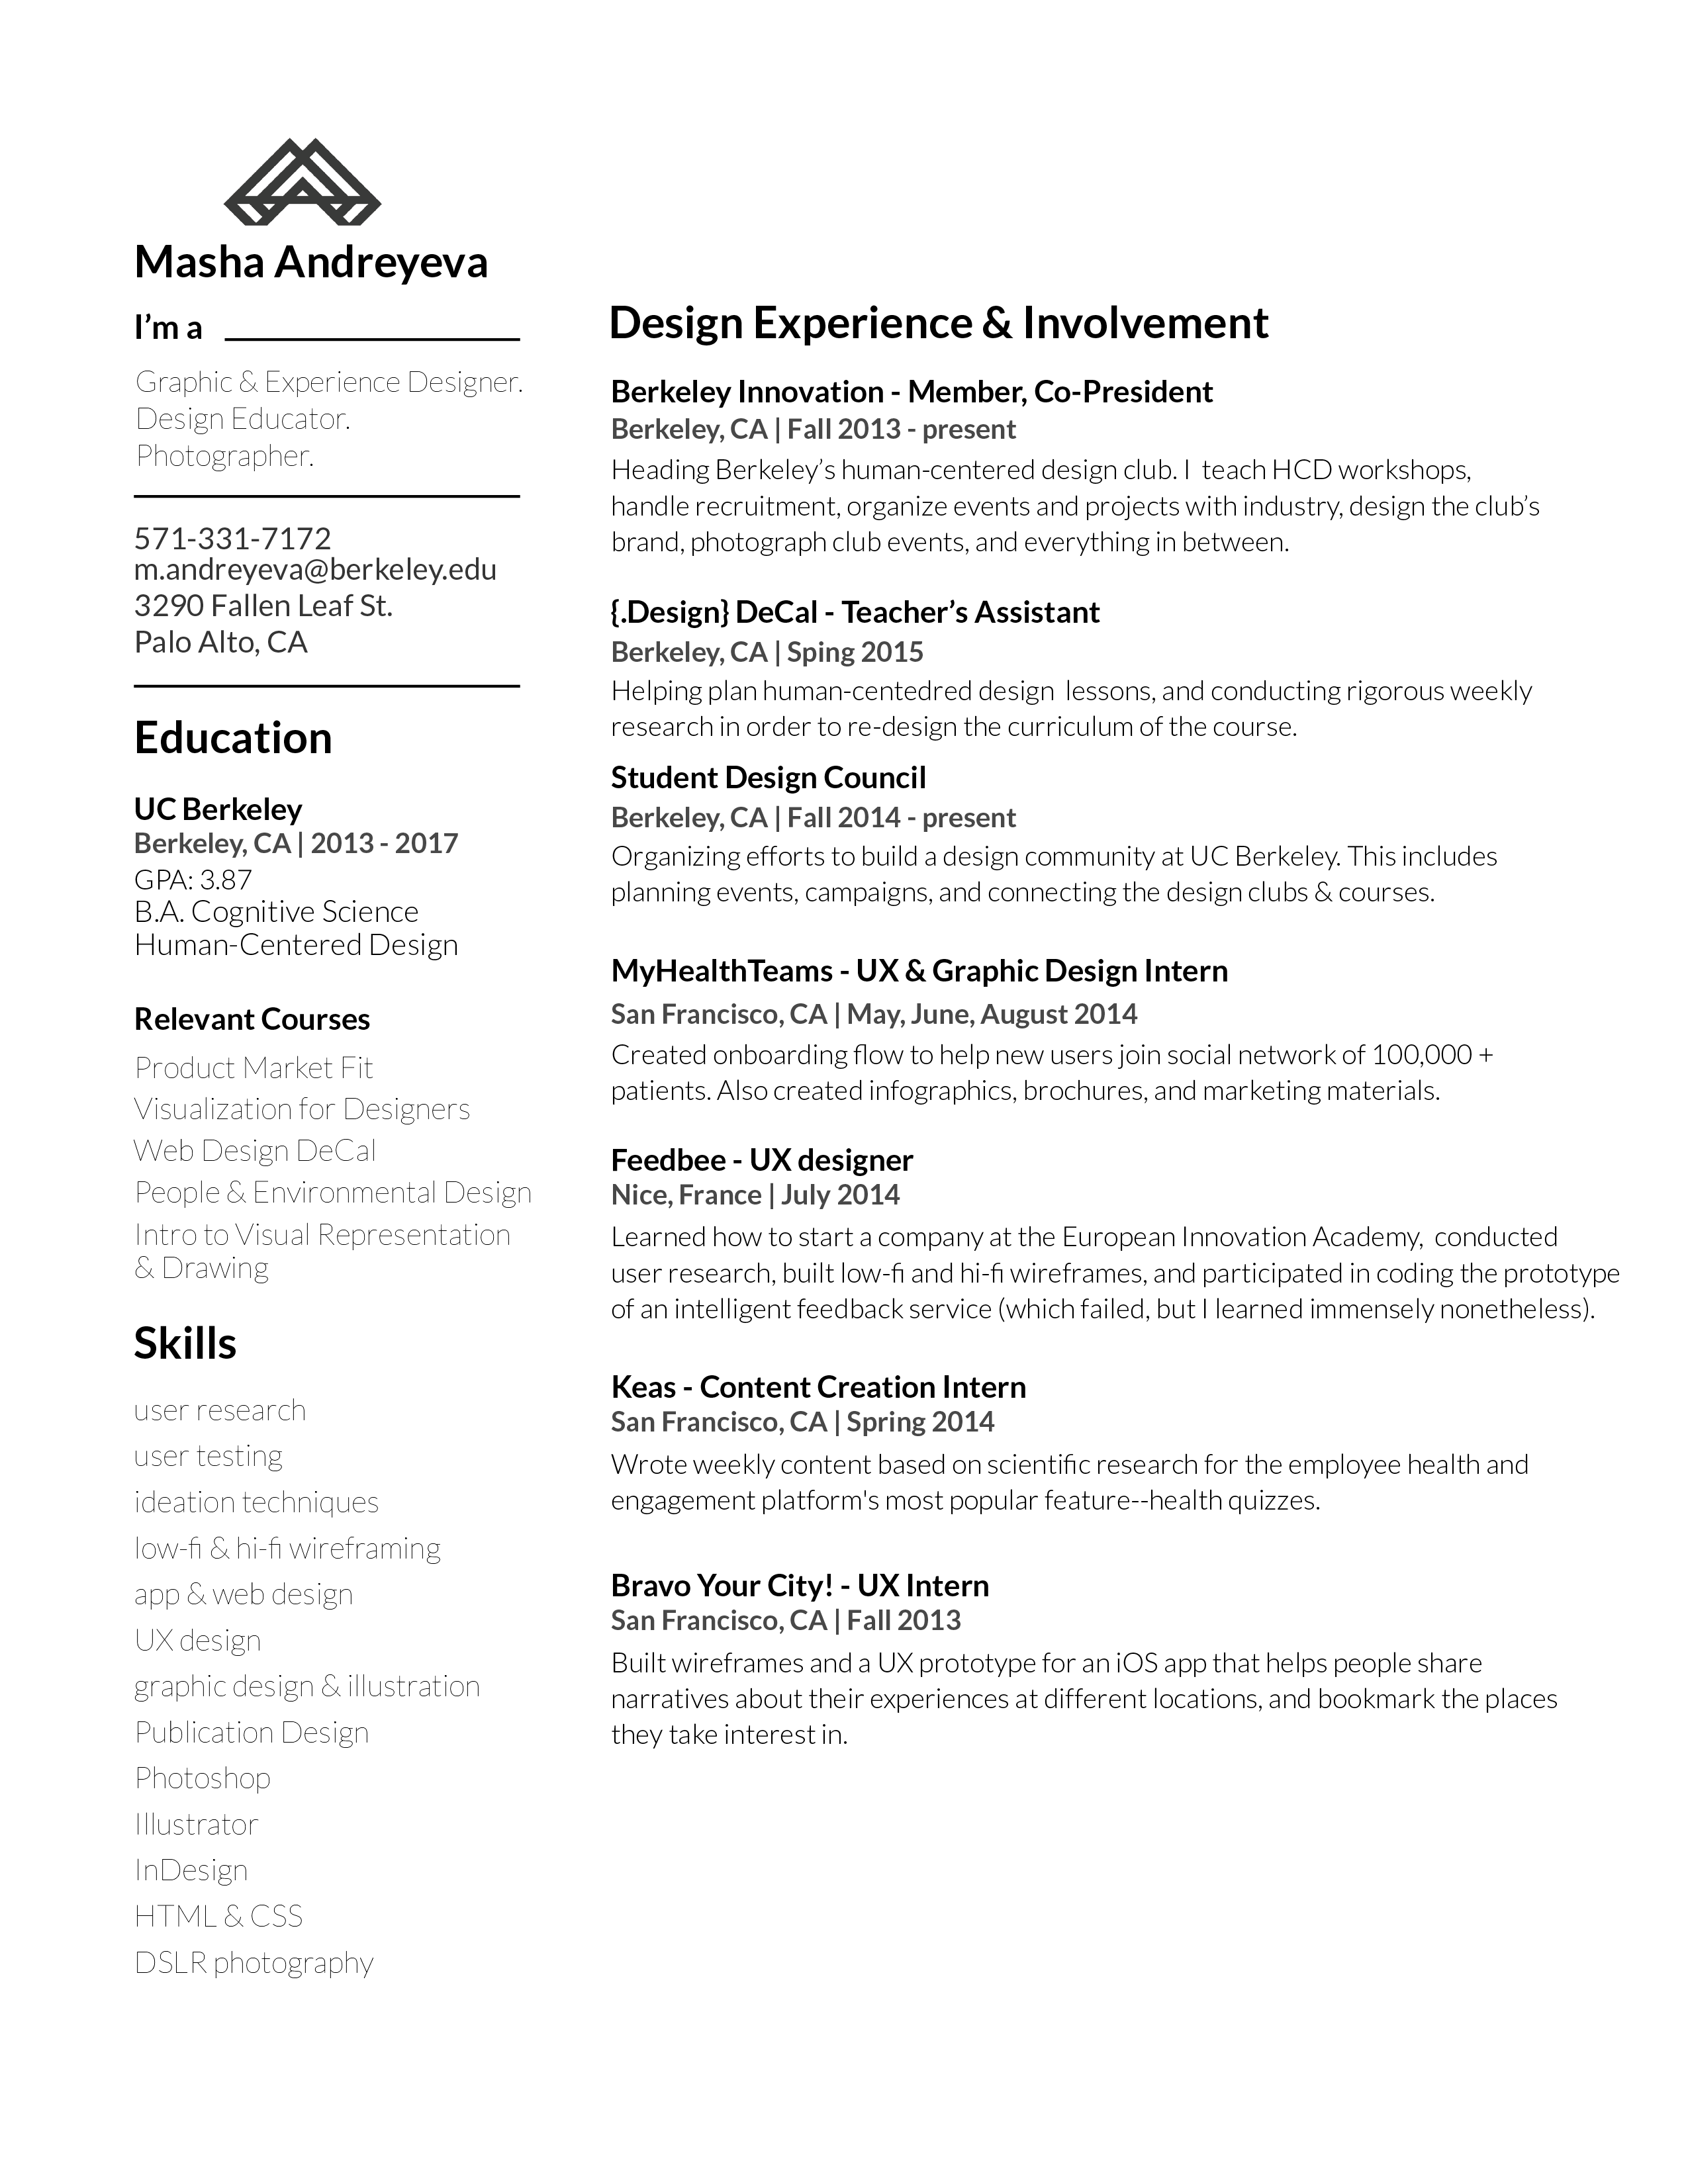 Masha Andreyeva
I'm a
Graphic & Experience Designer.
Design Educator.
Photographer.
571-331-7172
m.andreyeva@berkeley.edu
3290 Fallen Leaf St.
Palo Alto, CA
Education
UC Berkeley
Berkeley, CA | 2013 - 2017
GPA: 3.87
B.A. Cognitive Science
Human-Centered Design
Relevant Courses
Product Market Fit
Visualization for Designers
Web Design DeCal
People & Environmental Design
Intro to Visual Representation
& Drawing
Skills
user research
user testing
ideation techniques
low-fi & hi-fi wireframing
app & web design
UX design
graphic design & illustration
Publication Design
Photoshop
Illustrator
InDesign
HTML & CSS
DSLR photography
Design Experience & Involvement
Berkeley Innovation - Member, Co-President
Berkeley, CA | Fall 2013 - present
Heading Berkeley's human-centered design club. I  teach HCD workshops,
handle recruitment, organize events and projects with industry, design the club's
brand, photograph club events, and everything in between.
{.Design} DeCal - Teacher's Assistant
Berkeley, CA | Sping 2015
Helping plan human-centedred design  lessons, and conducting rigorous weekly
research in order to re-design the curriculum of the course.
Student Design Council
Berkeley, CA | Fall 2014 - present
Organizing efforts to build a design community at UC Berkeley. This includes
planning events, campaigns, and connecting the design clubs & courses.
MyHealthTeams - UX & Graphic Design Intern
San Francisco, CA | May, June, August 2014
Created onboarding flow to help new users join social network of 100,000 +
patients. Also created infographics, brochures, and marketing materials.
Feedbee - UX designer
Nice, France | July 2014
Learned how to start a company at the European Innovation Academy,  conducted
user research, built low-fi and hi-fi wireframes, and participated in coding the prototype
of an intelligent feedback service (which failed, but I learned immensely nonetheless).
Keas - Content Creation Intern
San Francisco, CA | Spring 2014
Wrote weekly content based on scientific research for the employee health and
engagement platform's most popular feature--health quizzes.
Bravo Your City! - UX Intern
San Francisco, CA | Fall 2013
Built wireframes and a UX prototype for an iOS app that helps people share
narratives about their experiences at different locations, and bookmark the places
they take interest in.